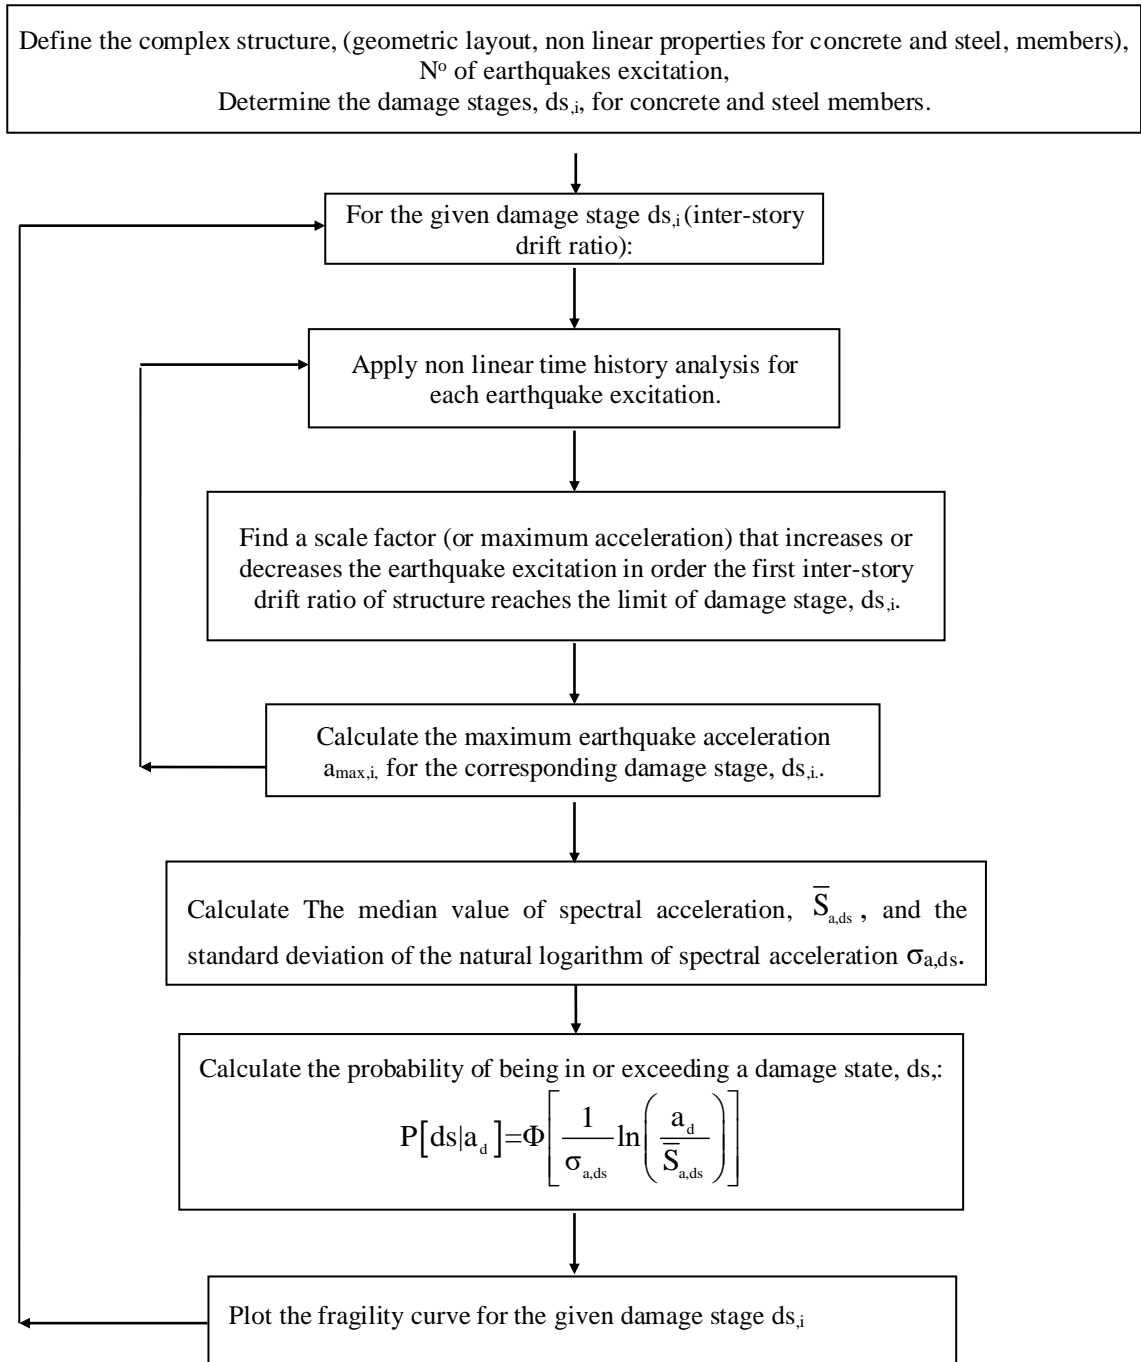 Define the complex structure, (geometric layout, non linear properties for concrete and steel, members),
Nº of earthquakes excitation,
Determine the damage stages, ds,i, for concrete and steel members.
For the given damage stage ds,i (inter-story
drift ratio):
Apply non linear time history analysis for
each earthquake excitation.
Find a scale factor (or maximum acceleration) that increases or
decreases the earthquake excitation in order the first inter-story
drift ratio of structure reaches the limit of damage stage, ds,i.
Calculate the maximum earthquake acceleration
amax,i, for the corresponding damage stage, ds,i..
Calculate The median value of spectral acceleration, S̅a,ds , and the
standard deviation of the natural logarithm of spectral acceleration σa,ds.
Calculate the probability of being in or exceeding a damage state, ds,:
P[ds|ad]=Φ[1/σa,ds ln(ad/S̅a,ds)]
Plot the fragility curve for the given damage stage ds,i